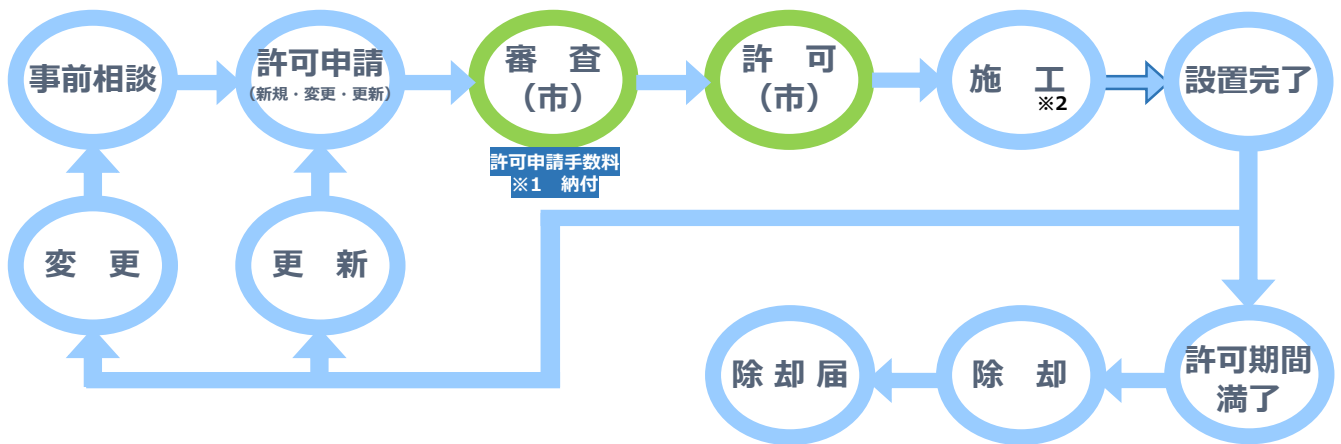 事前相談
許可申請
（新規・変更・更新）
審　査
（市）
許可申請手数料
※1　納付
許　可
（市）
施　工
※2
設置完了
変　更
更　新
除 却 届
除　却
許可期間
満了